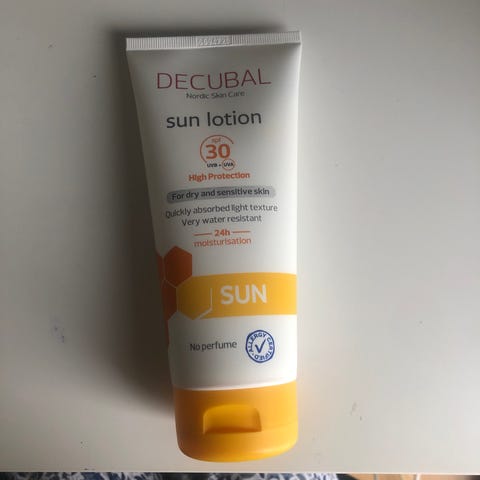 DECUBAL
Nordic Skin Care
sun lotion
spf
30
UVB + UVA
High Protection
For dry and sensitive skin
Quickly absorbed light texture
Very water resistant
24h
moisturisation
SUN
No perfume
ALLERGY CERTIFIED